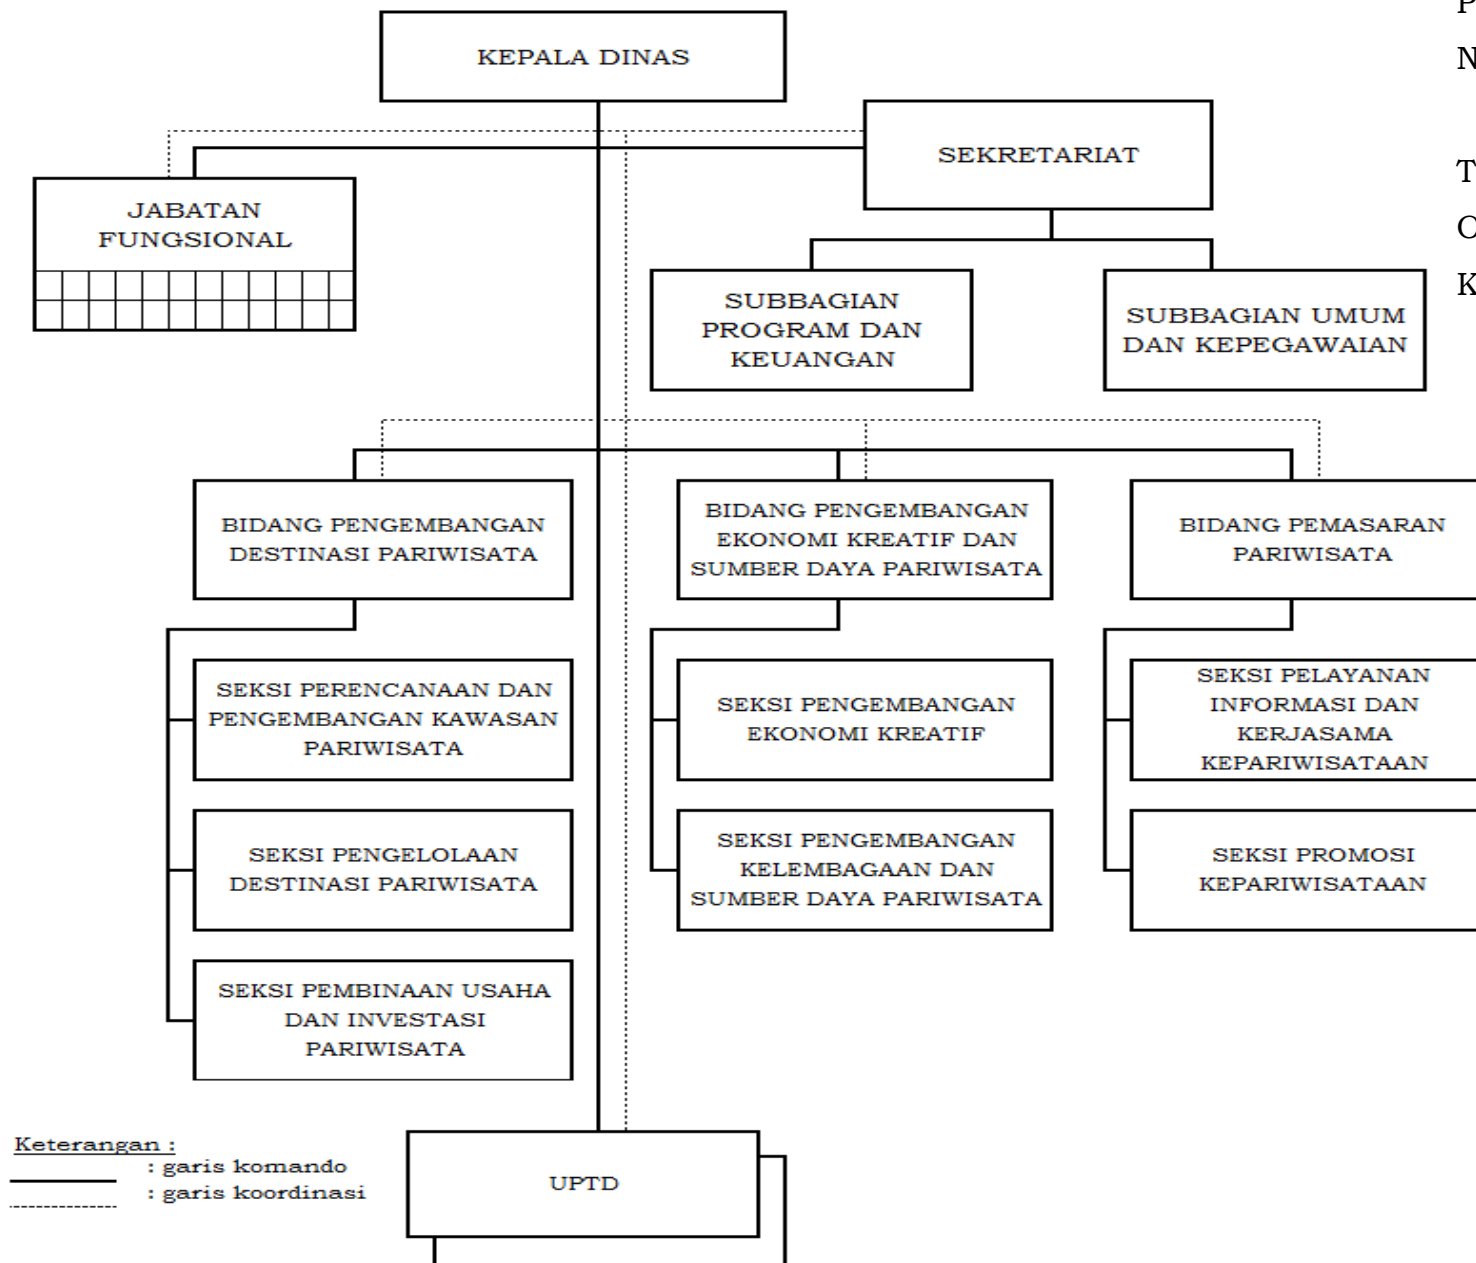 KEPALA DINAS
SEKRETARIAT
JABATAN
FUNGSIONAL
SUBBAGIAN
PROGRAM DAN
KEUANGAN
SUBBAGIAN UMUM
DAN KEPEGAWAIAN
P
N
T
O
K
BIDANG PENGEMBANGAN
DESTINASI PARIWISATA
BIDANG PENGEMBANGAN
EKONOMI KREATIF DAN
SUMBER DAYA PARIWISATA
BIDANG PEMASARAN
PARIWISATA
SEKSI PERENCANAAN DAN
PENGEMBANGAN KAWASAN
PARIWISATA
SEKSI PENGEMBANGAN
EKONOMI KREATIF
SEKSI PELAYANAN
INFORMASI DAN
KERJASAMA
KEPARIWISATAAN
SEKSI PENGELOLAAN
DESTINASI PARIWISATA
SEKSI PENGEMBANGAN
KELEMBAGAAN DAN
SUMBER DAYA PARIWISATA
SEKSI PROMOSI
KEPARIWISATAAN
SEKSI PEMBINAAN USAHA
DAN INVESTASI
PARIWISATA
Keterangan :
: garis komando
: garis koordinasi
UPTD